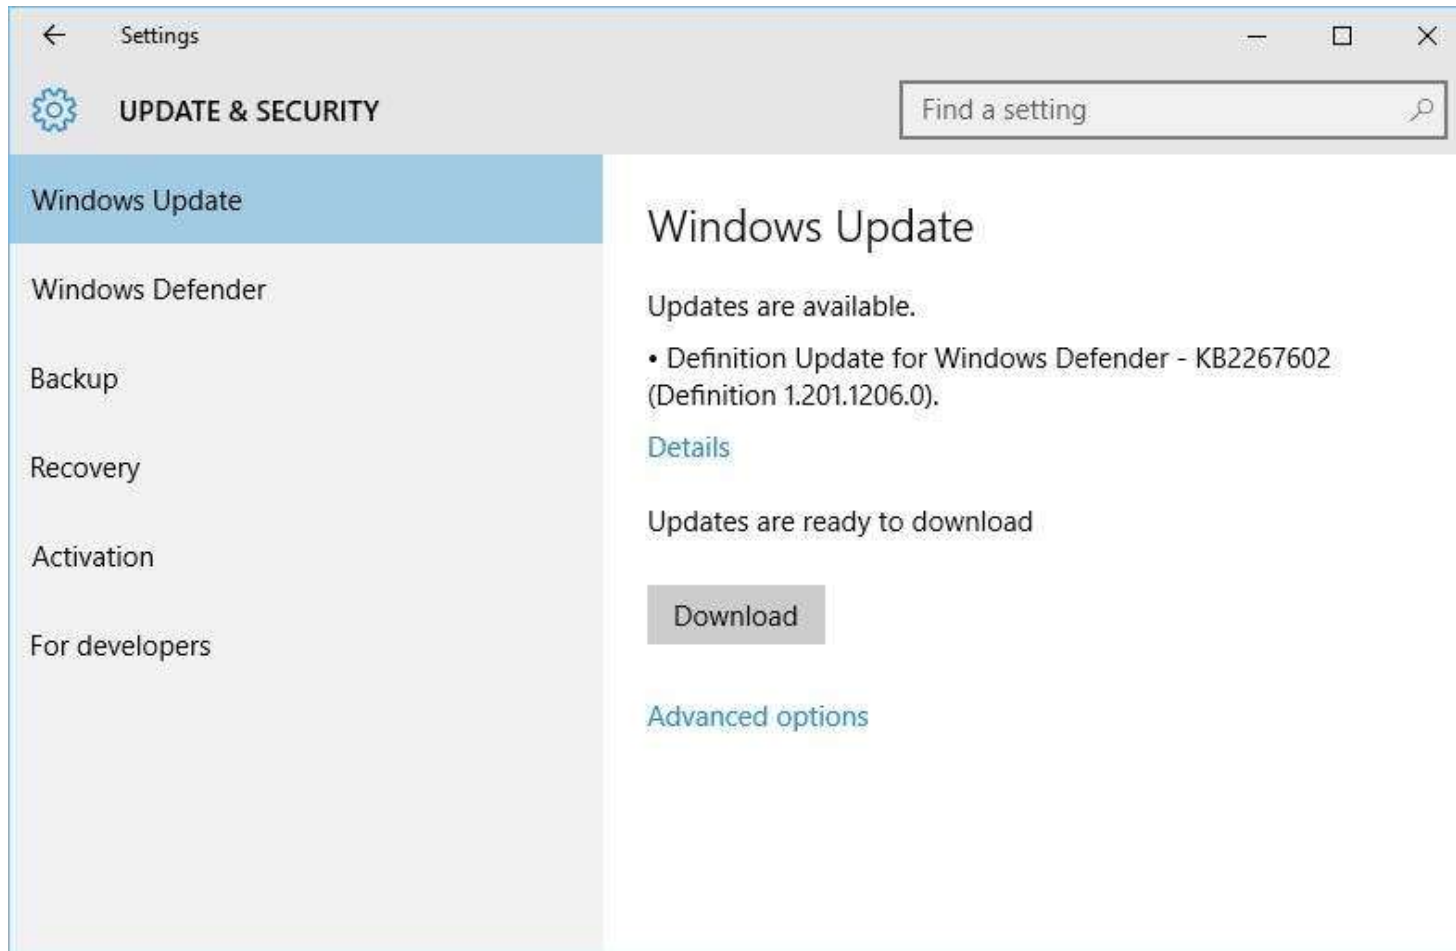 Settings
UPDATE & SECURITY
Find a setting
Windows Update
Windows Defender
Backup
Recovery
Activation
For developers
Windows Update
Updates are available.
• Definition Update for Windows Defender - KB2267602
(Definition 1.201.1206.0).
Details
Updates are ready to download
Download
Advanced options